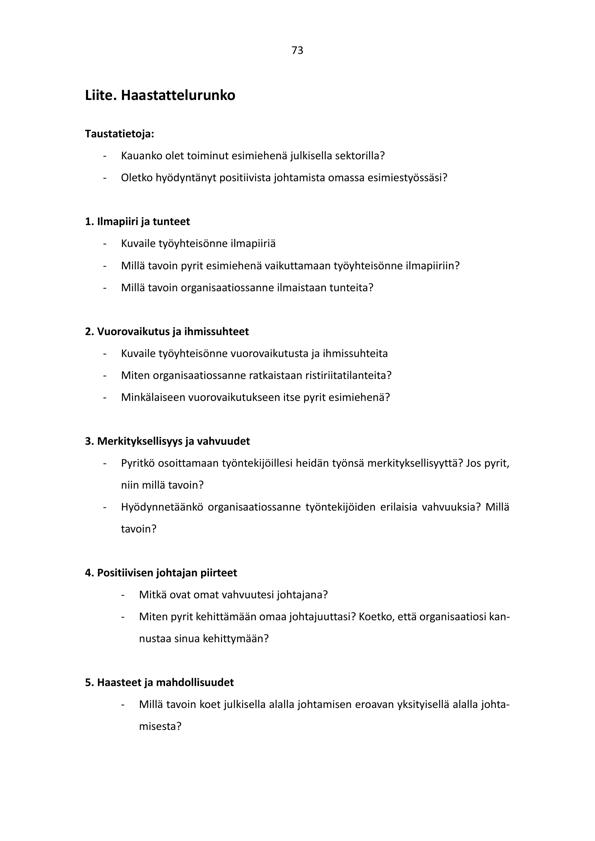 73
Liite. Haastattelurunko
Taustatietoja:
- Kauanko olet toiminut esimiehenä julkisella sektorilla?
- Oletko hyödyntänyt positiivista johtamista omassa esimiestyössäsi?
1. Ilmapiiri ja tunteet
- Kuvaile työyhteisönne ilmapiiriä
- Millä tavoin pyrit esimiehenä vaikuttamaan työyhteisönne ilmapiiriin?
- Millä tavoin organisaatiossanne ilmaistaan tunteita?
2. Vuorovaikutus ja ihmissuhteet
- Kuvaile työyhteisönne vuorovaikutusta ja ihmissuhteita
- Miten organisaatiossanne ratkaistaan ristiriitatilanteita?
- Minkälaiseen vuorovaikutukseen itse pyrit esimiehenä?
3. Merkityksellisyys ja vahvuudet
- Pyritkö osoittamaan työntekijöillesi heidän työnsä merkityksellisyyttä? Jos pyrit,
niin millä tavoin?
- Hyödynnetäänkö organisaatiossanne työntekijöiden erilaisia vahvuuksia? Millä
tavoin?
4. Positiivisen johtajan piirteet
- Mitkä ovat omat vahvuutesi johtajana?
- Miten pyrit kehittämään omaa johtajuuttasi? Koetko, että organisaatiosi kan-
nustaa sinua kehittymään?
5. Haasteet ja mahdollisuudet
- Millä tavoin koet julkisella alalla johtamisen eroavan yksityisellä alalla johta-
misesta?